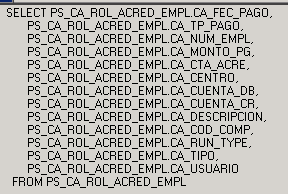 SELECT PS_CA_ROL_ACRED_EMPL.CA_FEC_PAGO,
PS_CA_ROL_ACRED_EMPL.CA_TP_PAGO,
PS_CA_ROL_ACRED_EMPL.CA_NUM_EMPL,
PS_CA_ROL_ACRED_EMPL.CA_MONTO_PG,
PS_CA_ROL_ACRED_EMPL.CA_CTA_ACRE,
PS_CA_ROL_ACRED_EMPL.CA_CENTRO,
PS_CA_ROL_ACRED_EMPL.CA_CUENTA_DB,
PS_CA_ROL_ACRED_EMPL.CA_CUENTA_CR,
PS_CA_ROL_ACRED_EMPL.CA_DESCRIPCION,
PS_CA_ROL_ACRED_EMPL.CA_COD_COMP,
PS_CA_ROL_ACRED_EMPL.CA_RUN_TYPE,
PS_CA_ROL_ACRED_EMPL.CA_TIPO,
PS_CA_ROL_ACRED_EMPL.CA_USUARIO
FROM PS_CA_ROL_ACRED_EMPL